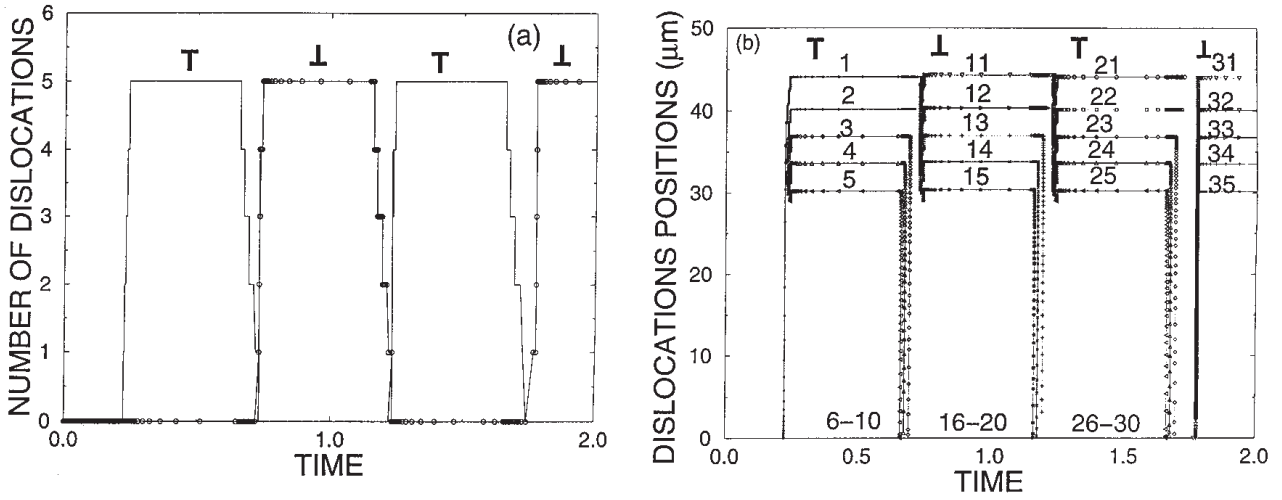 (a)
T ⊥ T ⊥
NUMBER OF DISLOCATIONS
6
5
4
3
2
1
0
0.0 1.0 2.0
TIME
(b)
T ⊥ T ⊥
DISLOCATIONS POSITIONS (μm)
50
40
30
20
10
0
1 11 21 31
2 12 22 32
3 13 23 33
4 14 24 34
5 15 25 35
6–10 16–20 26–30
0.0 0.5 1.0 1.5 2.0
TIME